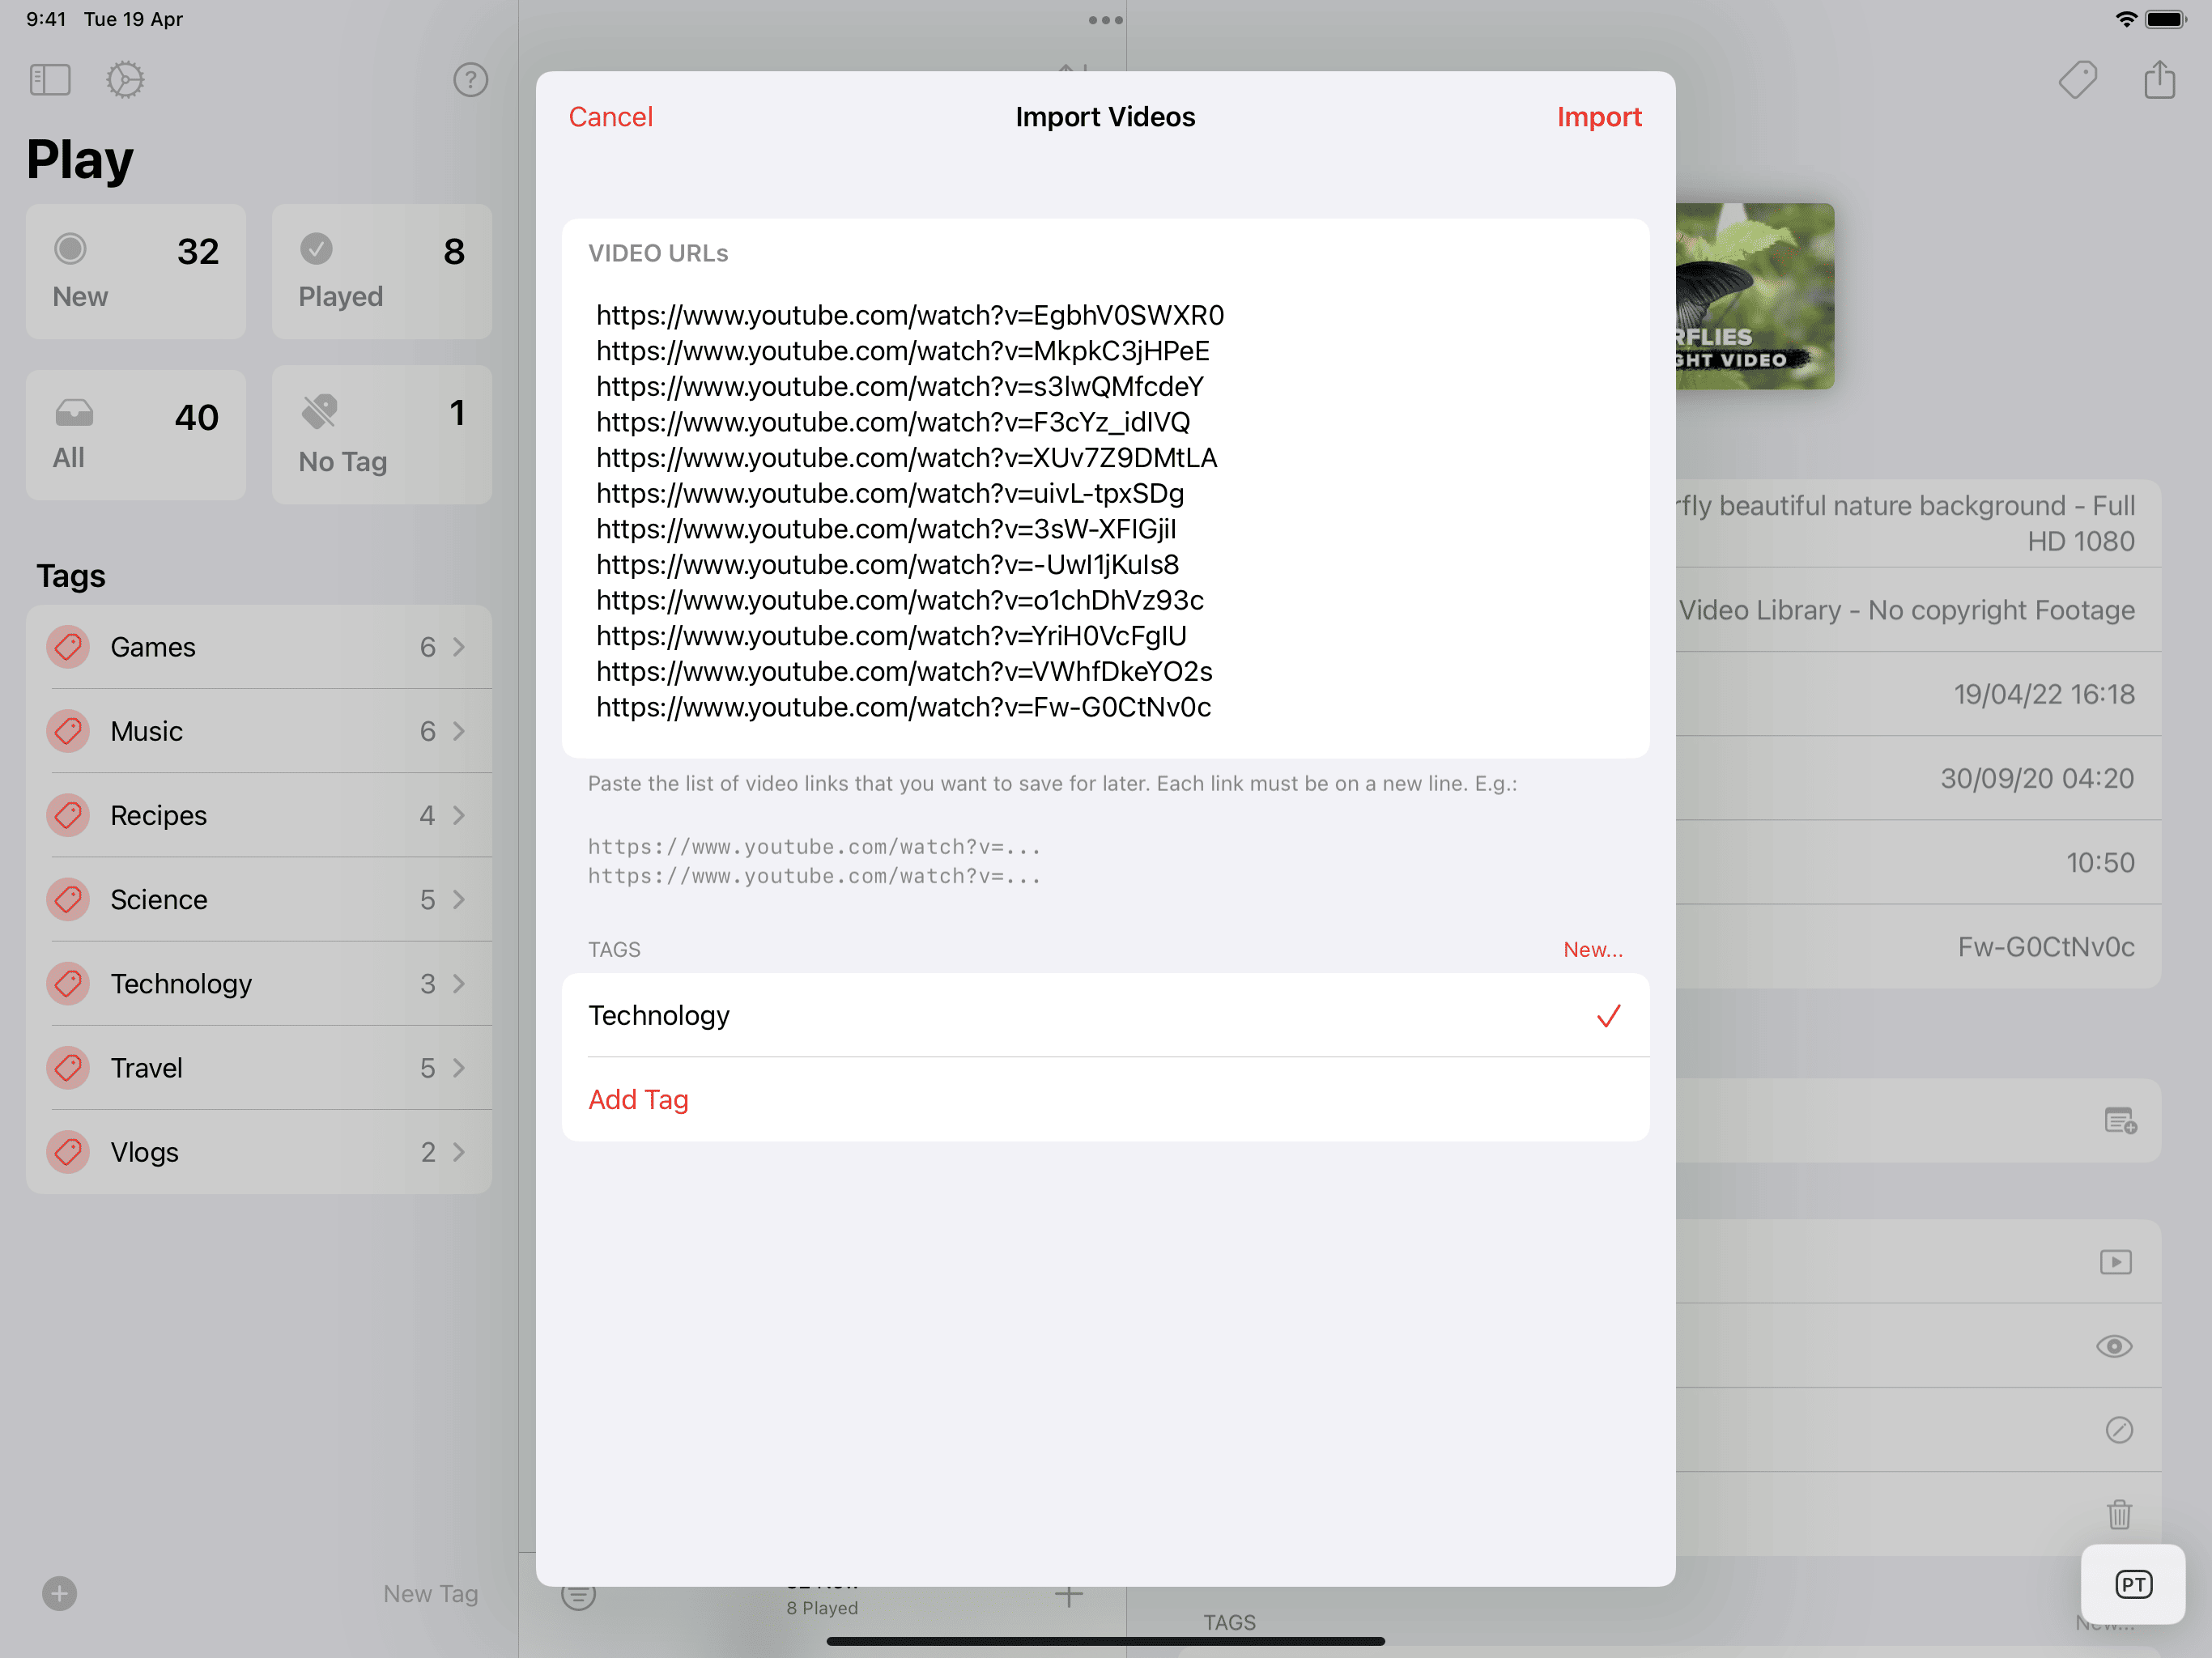 9:41 Tue 19 Apr
Play
32
New
8
Played
40
All
1
No Tag
Tags
Games 6
Music 6
Recipes 4
Science 5
Technology 3
Travel 5
Vlogs 2
New Tag
Cancel
Import Videos
Import
VIDEO URLs
https://www.youtube.com/watch?v=EgbhV0SWXR0
https://www.youtube.com/watch?v=MkpkC3jHPeE
https://www.youtube.com/watch?v=s3lwQMfcdeY
https://www.youtube.com/watch?v=F3cYz_idIVQ
https://www.youtube.com/watch?v=XUv7Z9DMtLA
https://www.youtube.com/watch?v=uivL-tpxSDg
https://www.youtube.com/watch?v=3sW-XFIGjiI
https://www.youtube.com/watch?v=-UwI1jKuIs8
https://www.youtube.com/watch?v=o1chDhVz93c
https://www.youtube.com/watch?v=YriH0VcFgIU
https://www.youtube.com/watch?v=VWhfDkeYO2s
https://www.youtube.com/watch?v=Fw-G0CtNv0c
Paste the list of video links that you want to save for later. Each link must be on a new line. E.g.:
https://www.youtube.com/watch?v=...
https://www.youtube.com/watch?v=...
TAGS
New...
Technology
Add Tag
8 Played
RFLIES
GHT VIDEO
rfly beautiful nature background - Full
HD 1080
Video Library - No copyright Footage
19/04/22 16:18
30/09/20 04:20
10:50
Fw-G0CtNv0c
PT
TAGS